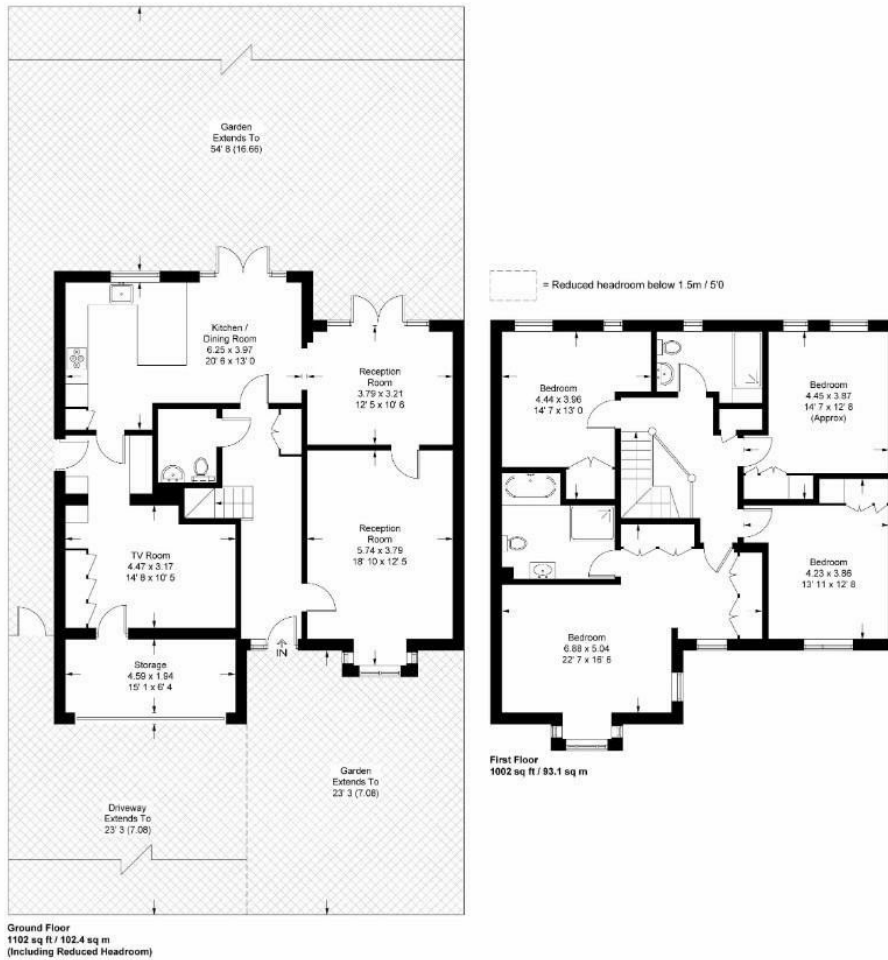 Garden
Extends To
54' 8 (16.66)
= Reduced headroom below 1.5m / 5'0
Kitchen /
Dining Room
6.25 x 3.97
20' 6 x 13' 0
Reception
Room
3.79 x 3.21
12' 5 x 10' 6
Bedroom
4.44 x 3.96
14' 7 x 13' 0
Bedroom
4.45 x 3.87
14' 7 x 12' 8
(Approx)
Reception
Room
5.74 x 3.79
18' 10 x 12' 5
TV Room
4.47 x 3.17
14' 8 x 10' 5
Bedroom
4.23 x 3.86
13' 11 x 12' 8
IN
Storage
4.59 x 1.94
15' 1 x 6' 4
Bedroom
6.88 x 5.04
22' 7 x 16' 6
First Floor
1002 sq ft / 93.1 sq m
Garden
Extends To
23' 3 (7.08)
Driveway
Extends To
23' 3 (7.08)
Ground Floor
1102 sq ft / 102.4 sq m
(Including Reduced Headroom)